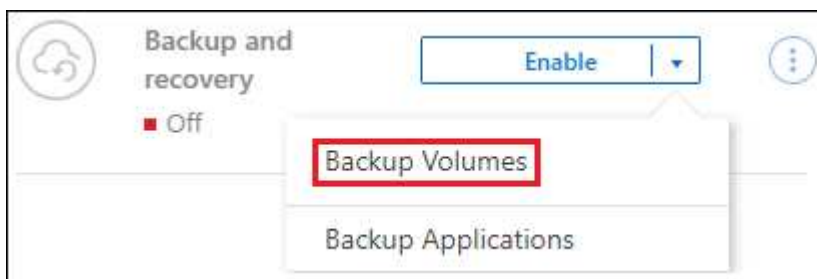 Backup and
recovery
Enable
Off
Backup Volumes
Backup Applications